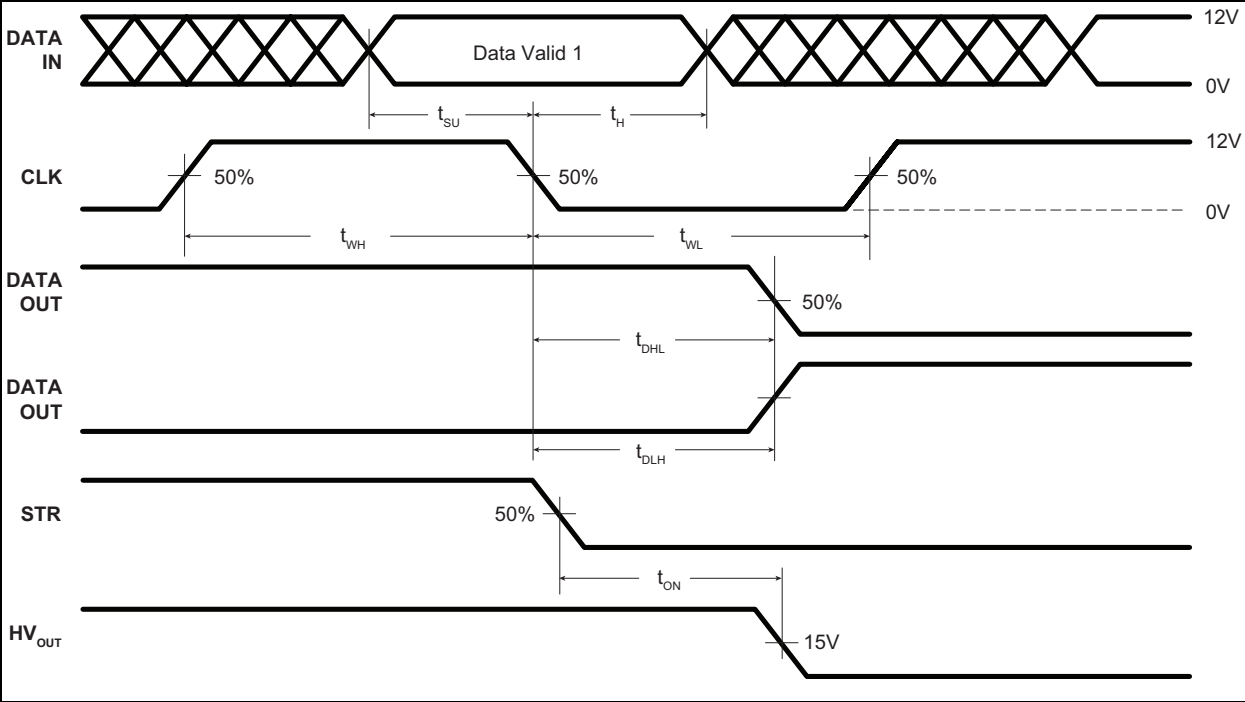 DATA
IN
Data Valid 1
12V
0V
tSU
tH
CLK
50%
50%
50%
12V
0V
tWH
tWL
DATA
OUT
50%
tDHL
DATA
OUT
tDLH
STR
50%
tON
HVOUT
15V